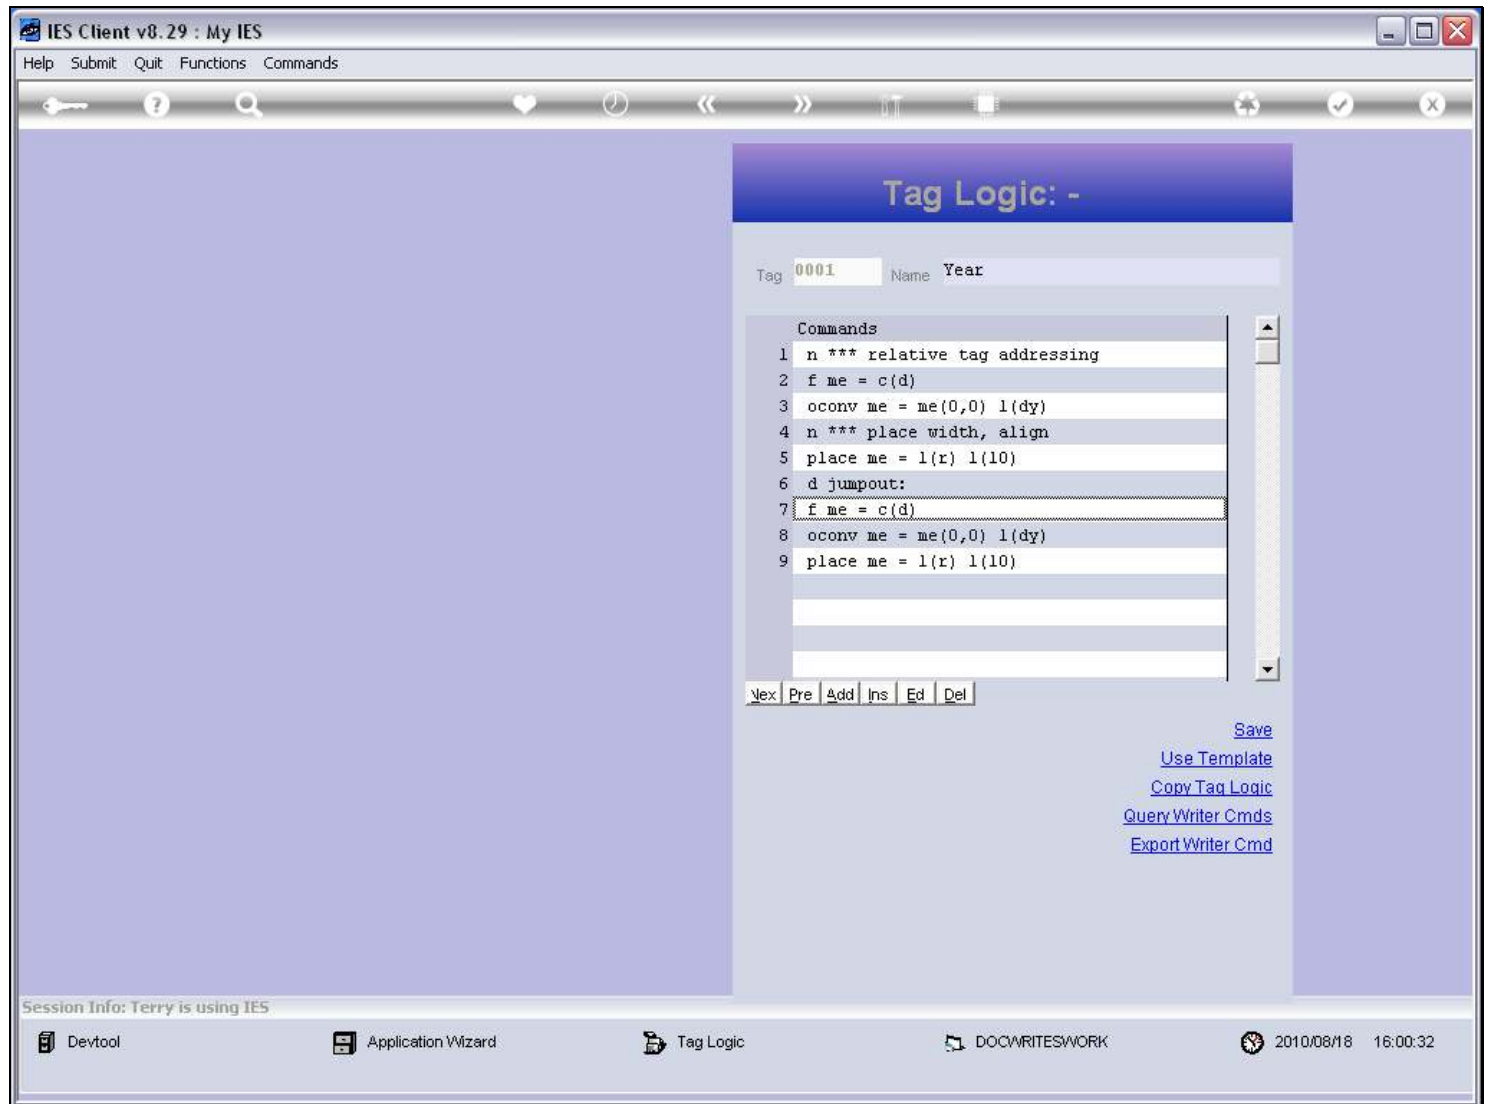 IES Client v8.29 : My IES
Help Submit Quit Functions Commands
Tag Logic: -
Tag 0001 Name Year
Commands
1 n *** relative tag addressing
2 f me = c(d)
3 oconv me = me(0,0) l(dy)
4 n *** place width, align
5 place me = l(r) l(10)
6 d jumpout:
7 f me = c(d)
8 oconv me = me(0,0) l(dy)
9 place me = l(r) l(10)
Nex Pre Add Ins Ed Del
Save
Use Template
Copy Tag Logic
Query Writer Cmds
Export Writer Cmd
Session Info: Terry is using IES
Devtool Application Wizard Tag Logic DOCWRITESWORK 2010/08/18 16:00:32